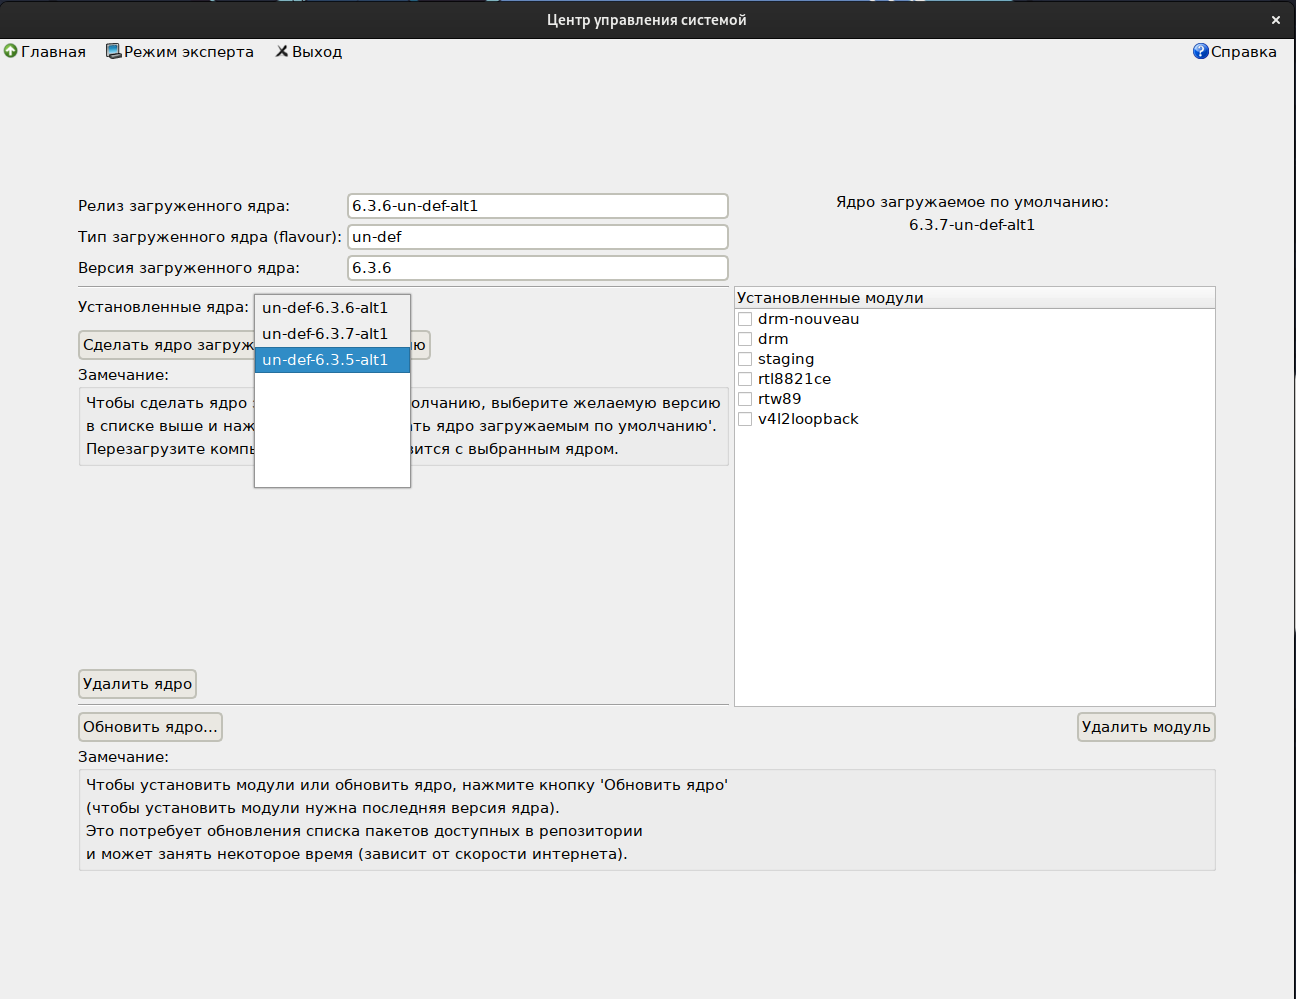 Центр управления системой
×
Главная Режим эксперта Выход Справка
Релиз загруженного ядра: 6.3.6-un-def-alt1
Тип загруженного ядра (flavour): un-def
Версия загруженного ядра: 6.3.6
Ядро загружаемое по умолчанию:
6.3.7-un-def-alt1
Установленные ядра:
un-def-6.3.6-alt1
un-def-6.3.7-alt1
un-def-6.3.5-alt1
Сделать ядро загруж ю
Замечание:
Чтобы сделать ядро олчанию, выберите желаемую версию
в списке выше и наж ть ядро загружаемым по умолчанию'.
Перезагрузите компь вится с выбранным ядром.
Удалить ядро
Установленные модули
drm-nouveau
drm
staging
rtl8821ce
rtw89
v4l2loopback
Обновить ядро... Удалить модуль
Замечание:
Чтобы установить модули или обновить ядро, нажмите кнопку 'Обновить ядро'
(чтобы установить модули нужна последняя версия ядра).
Это потребует обновления списка пакетов доступных в репозитории
и может занять некоторое время (зависит от скорости интернета).